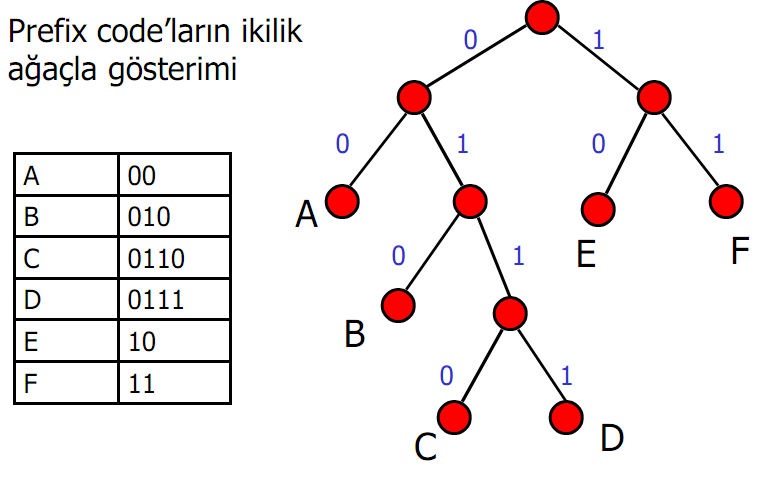 Prefix code'ların ikilik
ağaçla gösterimi
A 00
B 010
C 0110
D 0111
E 10
F 11
0 1
0 1 0 1
A E F
0 1
B
0 1
C D